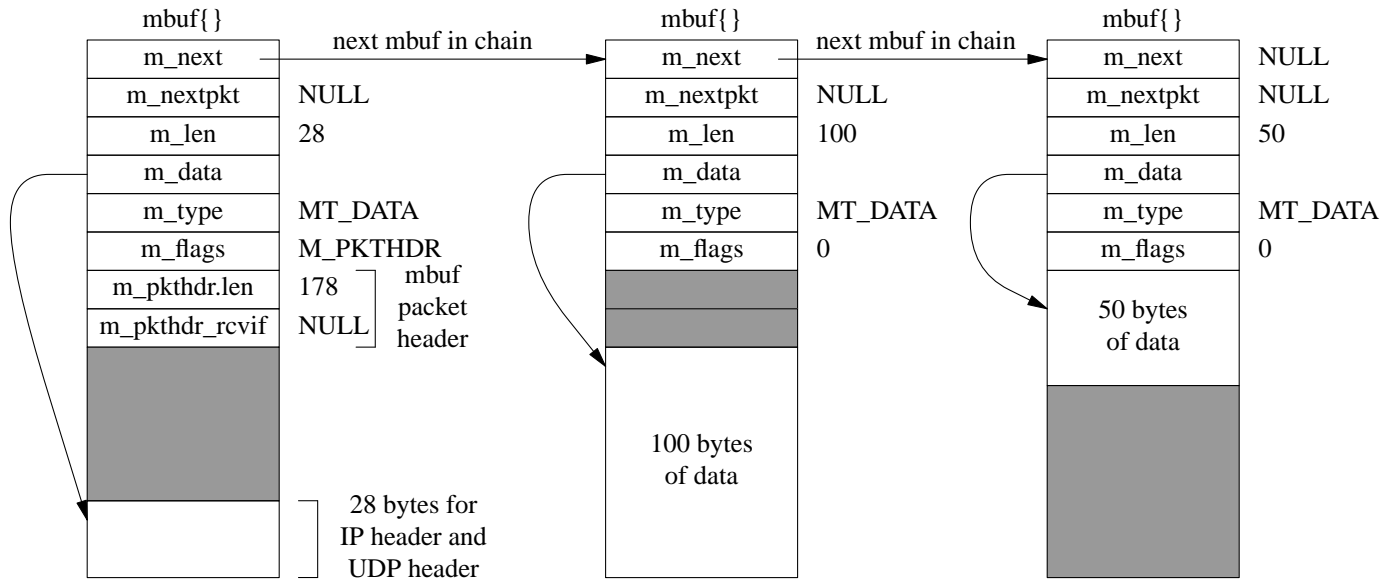 mbuf{}
m_next
m_nextpkt NULL
m_len 28
m_data
m_type MT_DATA
m_flags M_PKTHDR
m_pkthdr.len 178
m_pkthdr_rcvif NULL
mbuf
packet
header
28 bytes for
IP header and
UDP header
next mbuf in chain
mbuf{}
m_next
m_nextpkt NULL
m_len 100
m_data
m_type MT_DATA
m_flags 0
100 bytes
of data
next mbuf in chain
mbuf{}
m_next NULL
m_nextpkt NULL
m_len 50
m_data
m_type MT_DATA
m_flags 0
50 bytes
of data